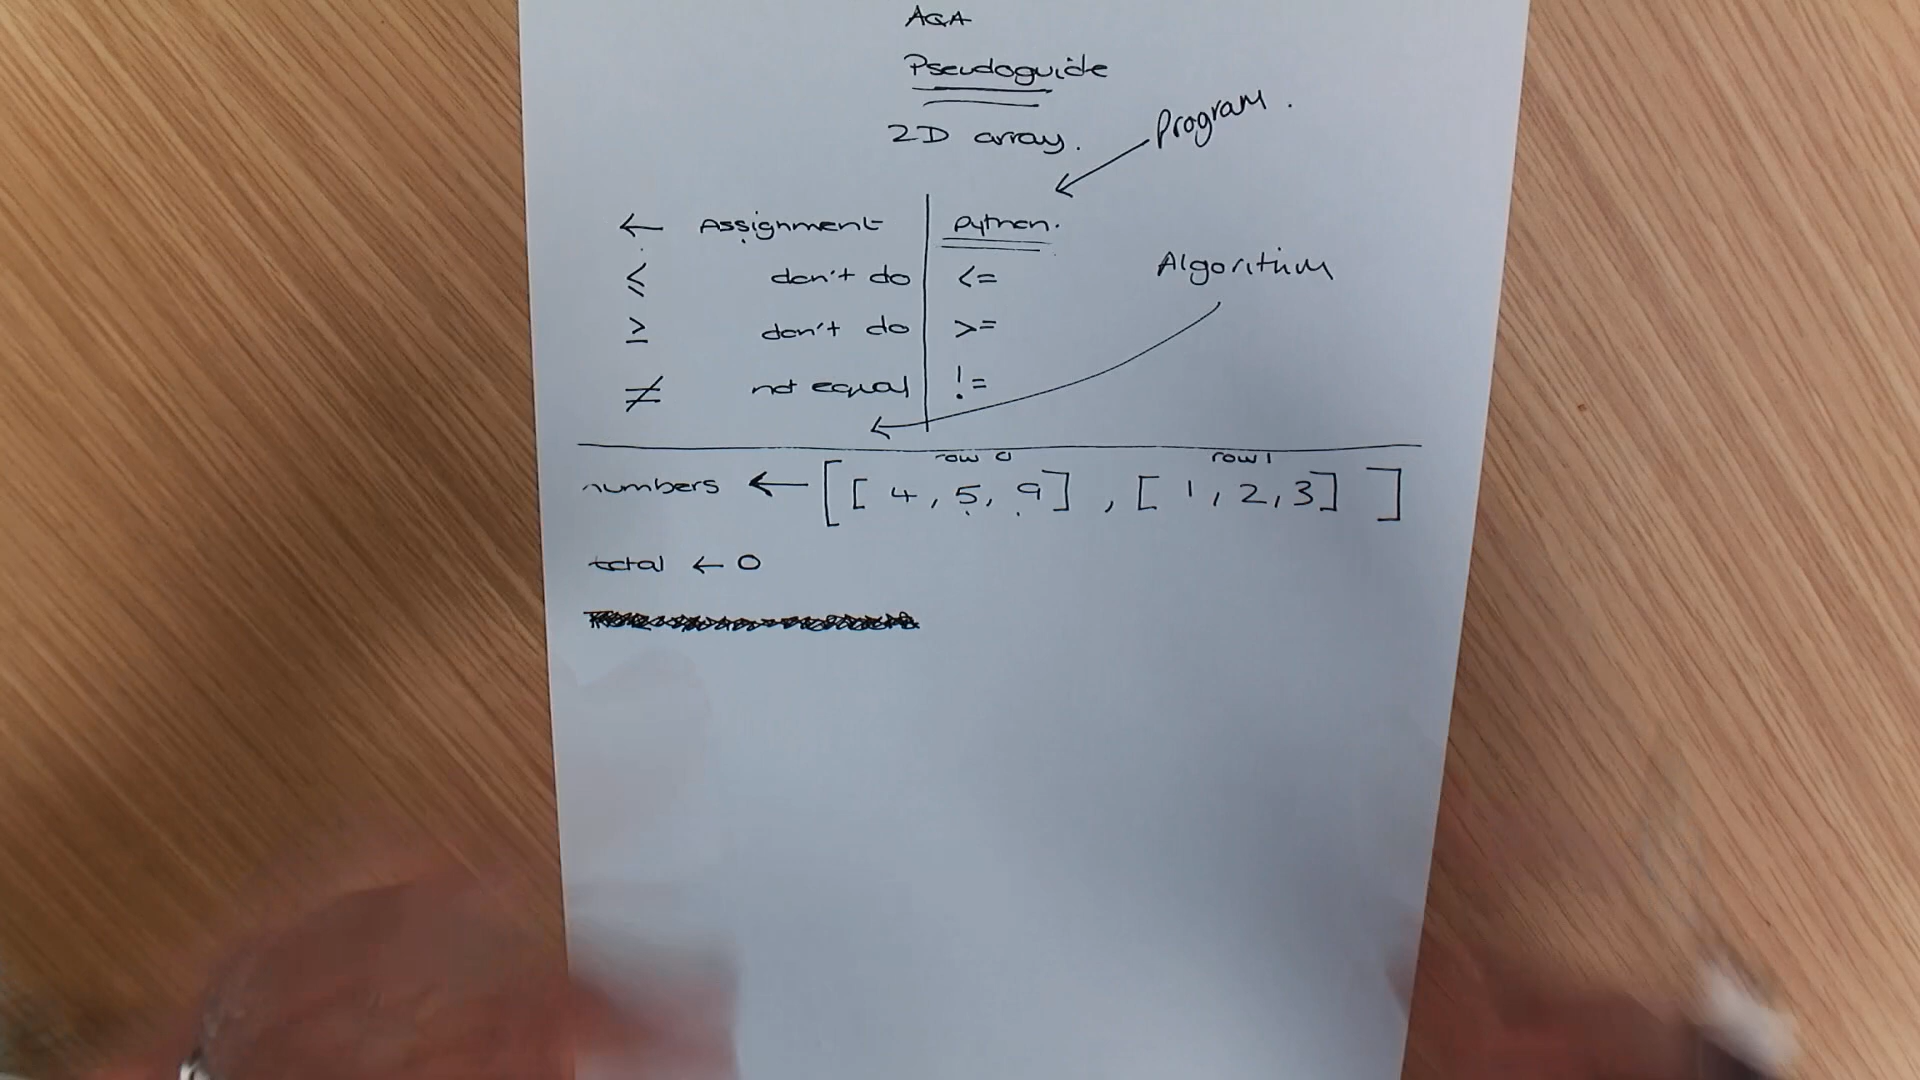 AQA
Pseudoguide
2D array.
Program.
← Assignment Python.
≤ don't do <=
Algorithm
≥ don't do >=
≠ not equal !=
row 0 row 1
numbers ← [[4, 5, 9], [1, 2, 3]]
total ← 0